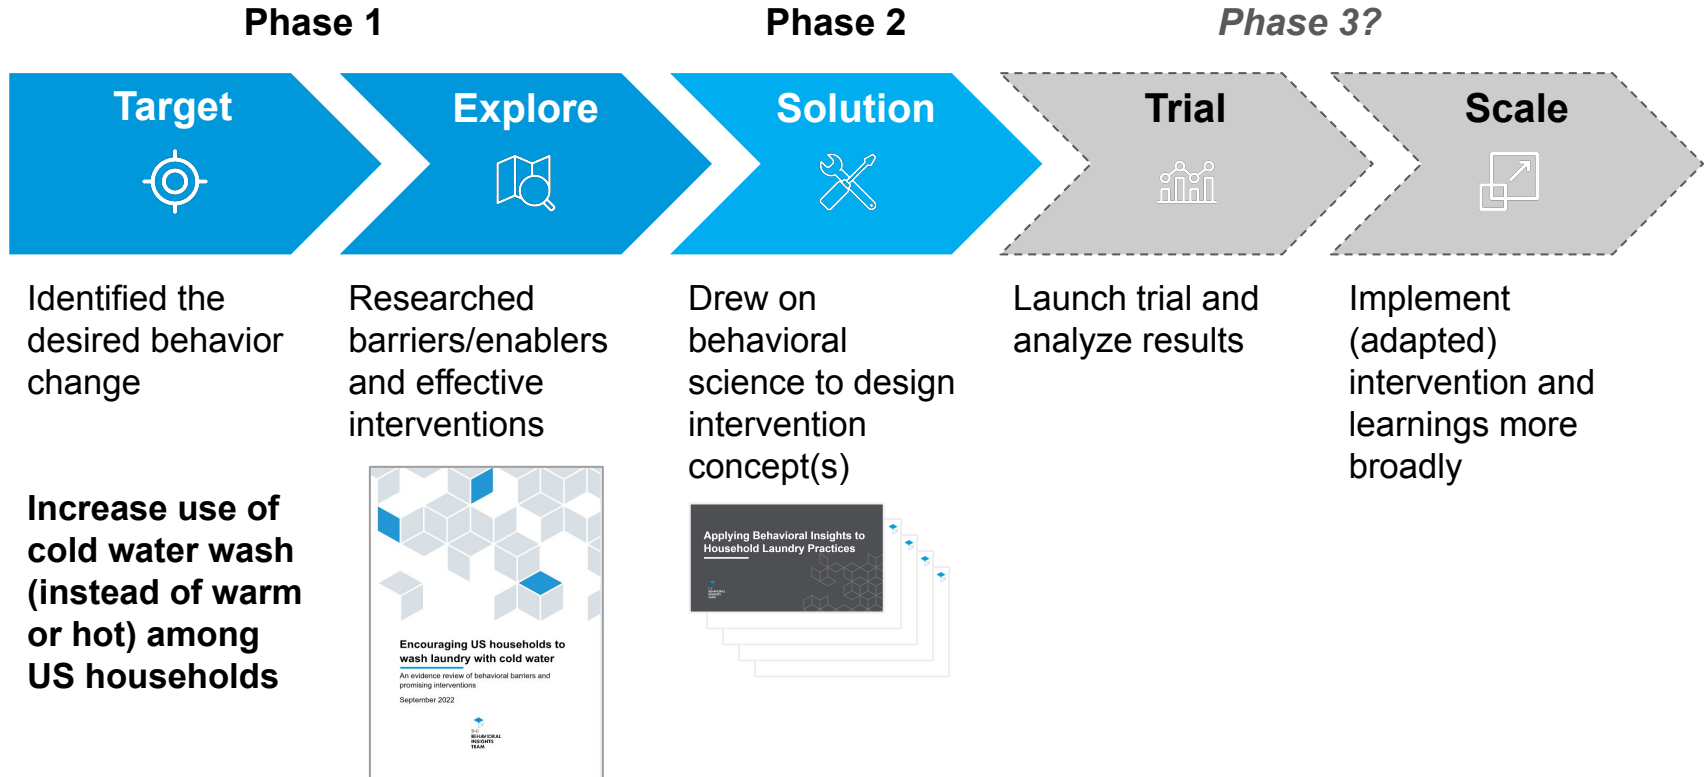 Phase 1
Phase 2
Phase 3?
Target
Explore
Solution
Trial
Scale
Identified the
desired behavior
change
Researched
barriers/enablers
and effective
interventions
Drew on
behavioral
science to design
intervention
concept(s)
Launch trial and
analyze results
Implement
(adapted)
intervention and
learnings more
broadly
Increase use of
cold water wash
(instead of warm
or hot) among
US households
Encouraging US households to
wash laundry with cold water
An evidence review of behavioral barriers and
promising interventions
September 2022
BEHAVIORAL
INSIGHTS
TEAM
Applying Behavioral Insights to
Household Laundry Practices
BEHAVIORAL
INSIGHTS
TEAM